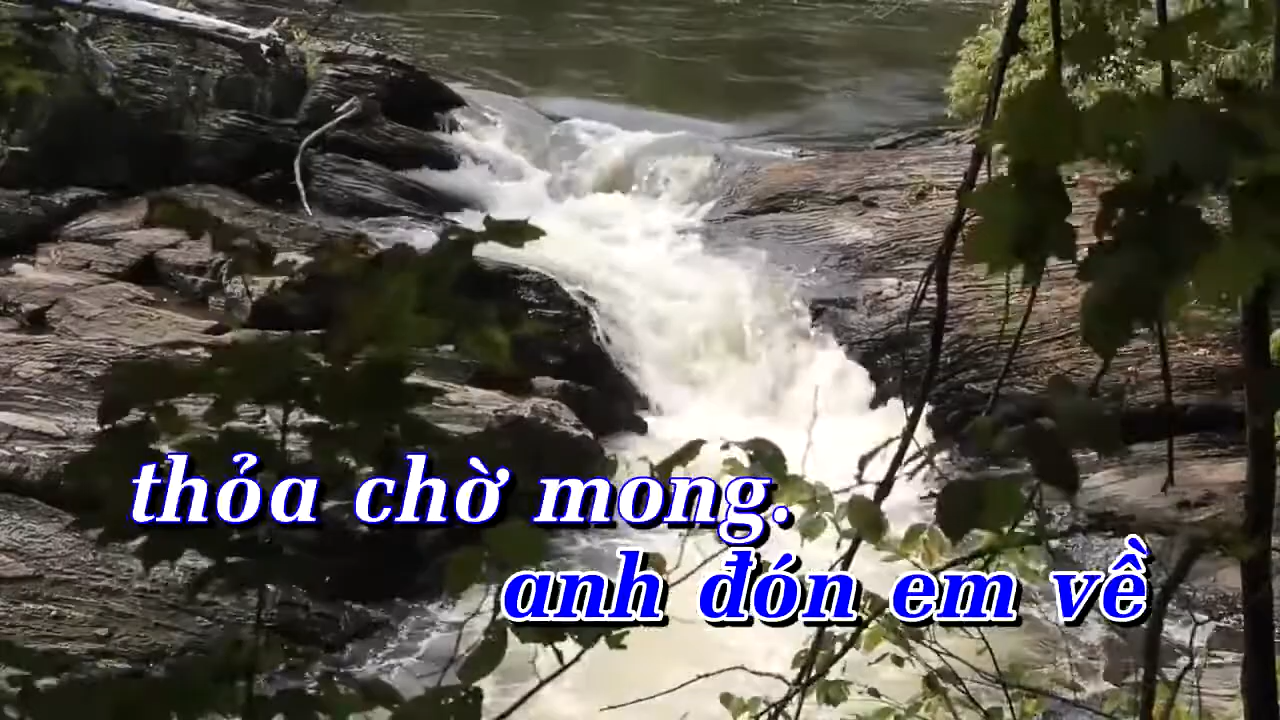 thỏa chờ mong.
anh đón em về